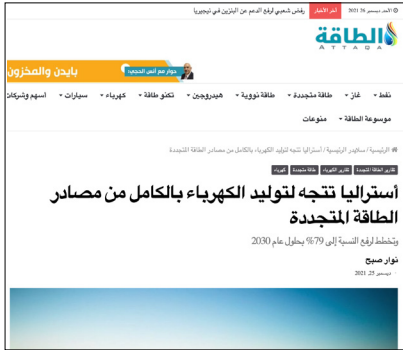 الأحد, ديسمبر 26 2021 أخر الأخبار رفض شعبي لرفع الدعم عن البنزين في نيجيريا
الطاقة
ATTAQA
حوار مع أنس الحجي: بايدن والمخزون
نفط غاز طاقة متجددة طاقة نووية هيدروجين تكنو طاقة كهرباء سيارات أسهم وشركات
موسوعة الطاقة منوعات
الرئيسية / سلايدر الرئيسية / أستراليا تتجه لتوليد الكهرباء بالكامل من مصادر الطاقة المتجددة
تقارير الطاقة المتجددة تقارير الكهرباء طاقة متجددة كهرباء
أستراليا تتجه لتوليد الكهرباء بالكامل من مصادر
الطاقة المتجددة
وتخطط لرفع النسبة إلى 79% بحلول عام 2030
نوار صبح
ديسمبر 25, 2021